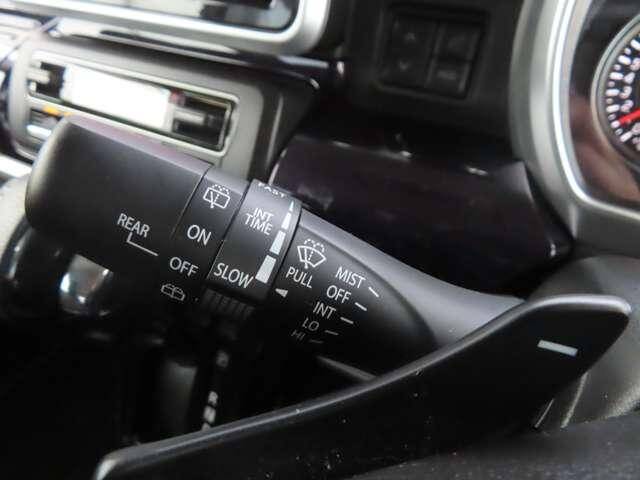 FAST
INT
TIME
SLOW
REAR
ON
OFF
PULL
MIST
OFF
INT
LO
HI
R
N